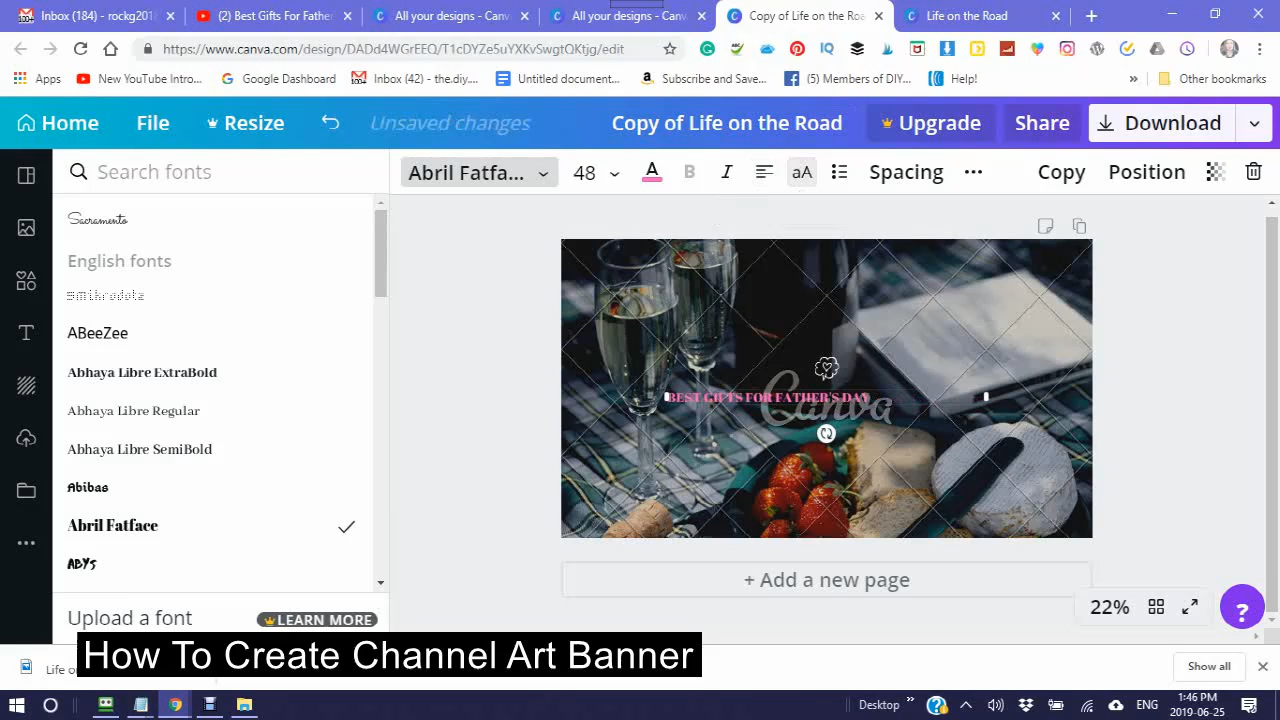 Inbox (184) - rockg201
(2) Best Gifts For Father
All your designs - Canv
All your designs - Canv
Copy of Life on the Roa
Life on the Road
https://www.canva.com/design/DADd4WGrEEQ/T1cDYZe5uYXKvSwgtQKtjg/edit
Apps
New YouTube Intro...
Google Dashboard
Inbox (42) - the.diy,...
Untitled document...
Subscribe and Save...
(5) Members of DIY...
Help!
Other bookmarks
Home
File
Resize
Unsaved changes
Copy of Life on the Road
Upgrade
Share
Download
Search fonts
Abril Fatfa...
48
A
B
I
aA
Spacing
Copy
Position
Sacramento
English fonts
ABeeZee
Abhaya Libre ExtraBold
Abhaya Libre Regular
Abhaya Libre SemiBold
Abibas
Abril Fatface
ABYS
BEST GIFTS FOR FATHER'S DAY
Canva
+ Add a new page
Upload a font
LEARN MORE
22%
?
How To Create Channel Art Banner
Life o
Show all
Desktop
ENG
1:46 PM
2019-06-25